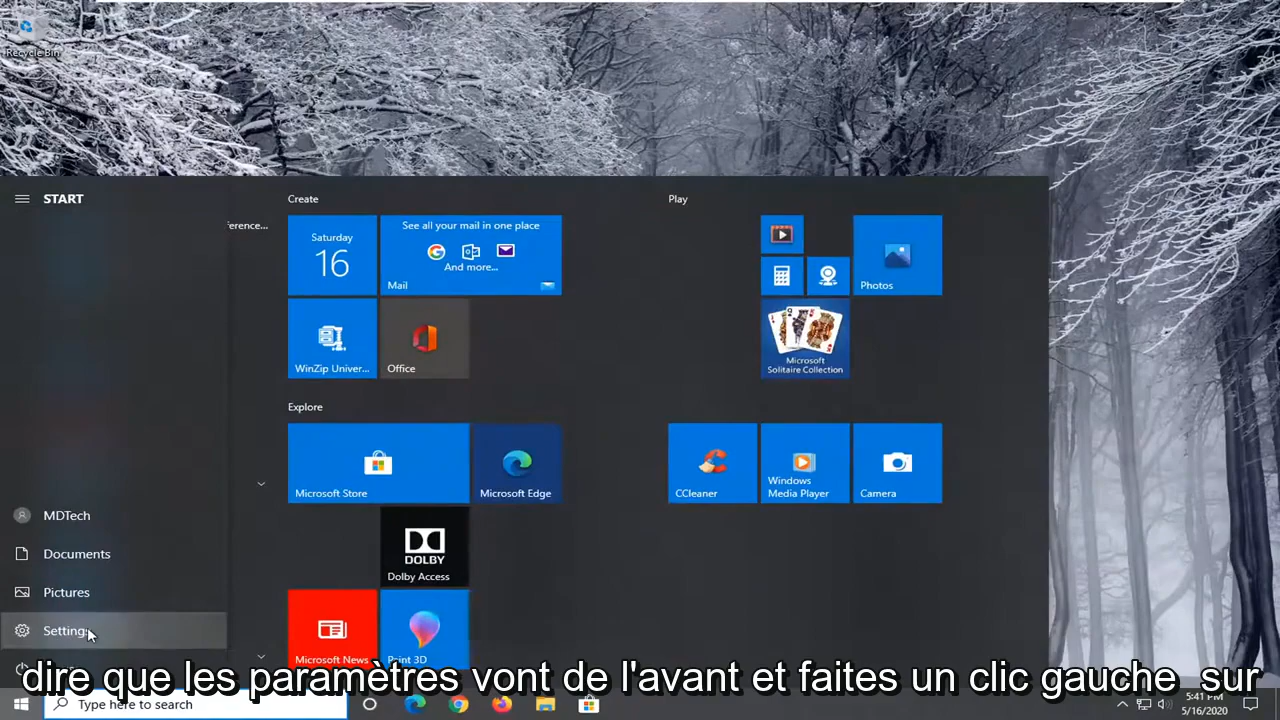 Recycle Bin
START
ference...
Create
Play
Saturday
16
See all your mail in one place
And more...
Mail
Photos
WinZip Univer...
Office
Microsoft
Solitaire Collection
Explore
Microsoft Store
Microsoft Edge
CCleaner
Windows
Media Player
Camera
MDTech
DOLBY
Dolby Access
Documents
Pictures
Settings
Microsoft News
Paint 3D
dire que les paramètres vont de l'avant et faites un clic gauche sur
Type here to search
5:41 PM
5/16/2020